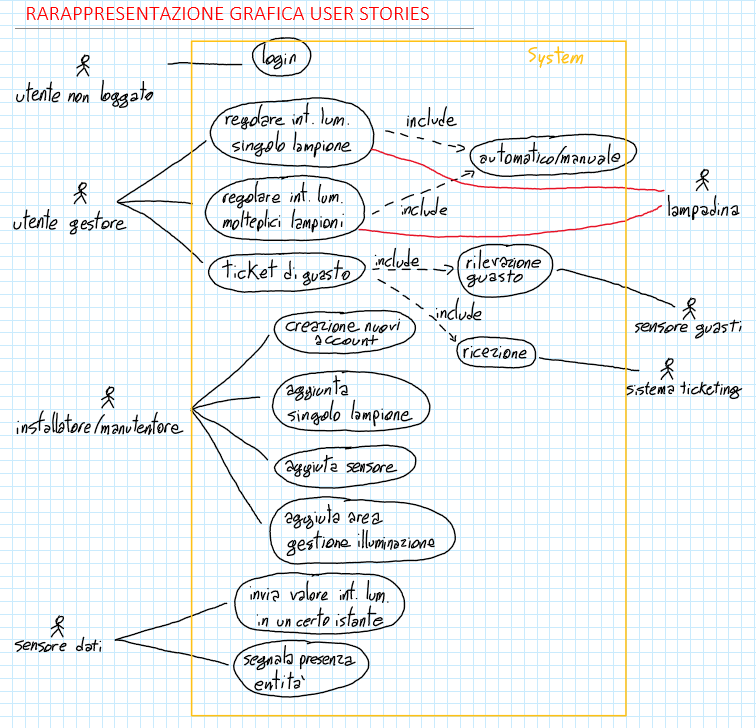 RARAPPRESENTAZIONE GRAFICA USER STORIES
System
login
utente non loggato
regolare int. lum.
singolo lampione
include
automatico/manuale
utente gestore
regolare int. lum.
molteplici lampioni
include
lampadina
ticket di guasto
include
rilevazione
guasto
include
sensore guasti
creazione nuovi
account
ricezione
sistema ticketing
installatore/manutentore
aggiunta
singolo lampione
aggiuta sensore
aggiuta area
gestione illuminazione
invia valore int. lum.
in un certo istante
sensore dati
segnala presenza
entità